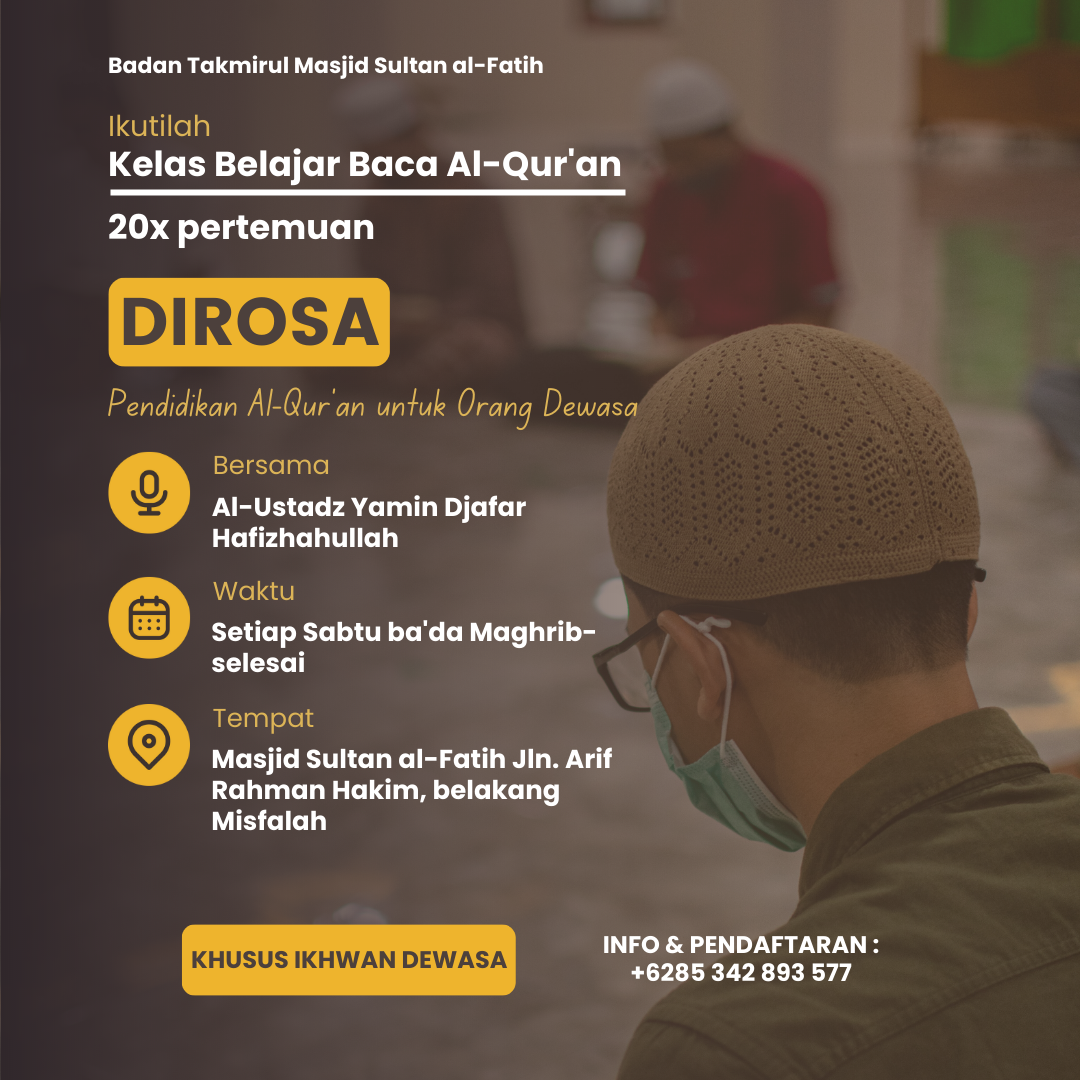 Badan Takmirul Masjid Sultan al-Fatih
Ikutilah
Kelas Belajar Baca Al-Qur'an
20x pertemuan
DIROSA
Pendidikan Al-Qur'an untuk Orang Dewasa
Bersama
Al-Ustadz Yamin Djafar
Hafizhahullah
Waktu
Setiap Sabtu ba'da Maghrib-
selesai
Tempat
Masjid Sultan al-Fatih Jln. Arif
Rahman Hakim, belakang
Misfalah
KHUSUS IKHWAN DEWASA
INFO & PENDAFTARAN :
+6285 342 893 577